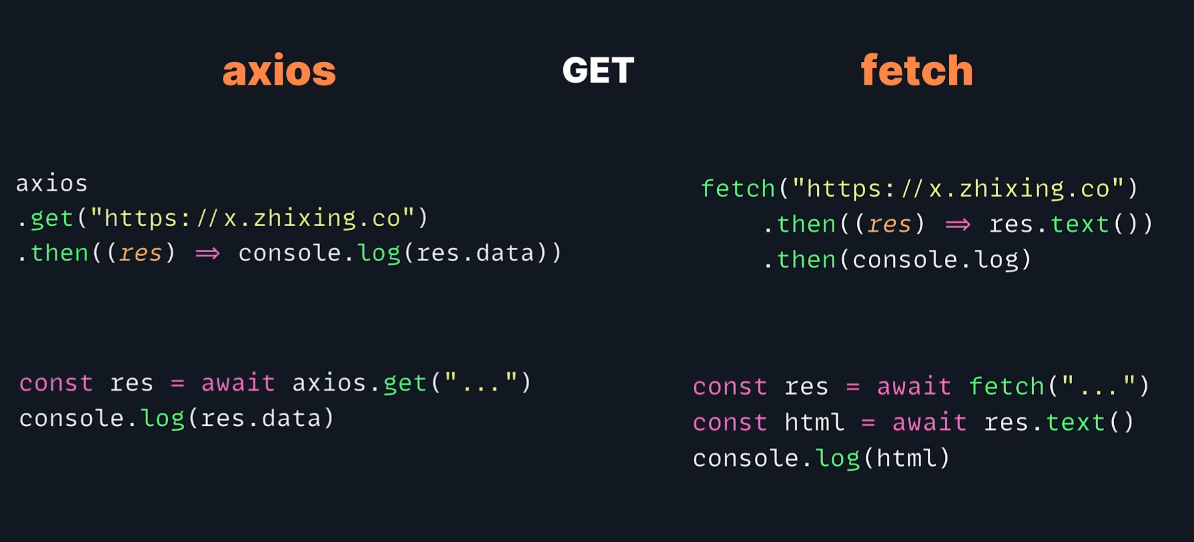 axios
GET
fetch
axios
.get("https://x.zhixing.co")
.then((res) => console.log(res.data))
fetch("https://x.zhixing.co")
.then((res) => res.text())
.then(console.log)
const res = await axios.get("...")
console.log(res.data)
const res = await fetch("...")
const html = await res.text()
console.log(html)